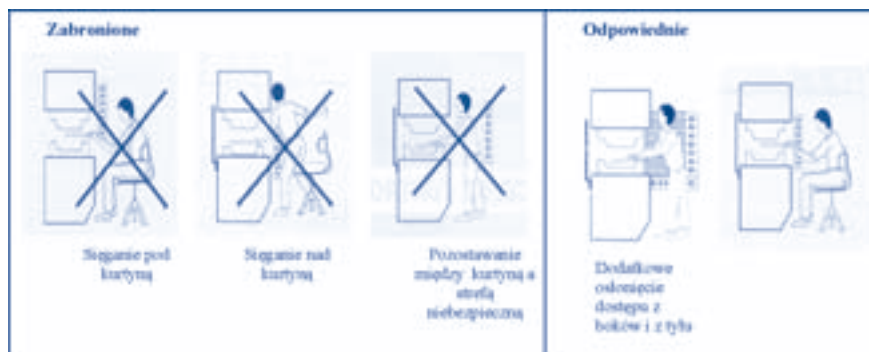 Zabronione
Odpowiednie
Sięganie pod
kurtyną
Sięganie nad
kurtyną
Pozostawanie
między kurtyną a
strefą
niebezpieczną
Dodatkowe
osłonięcie
dostępu z
boków i z tyłu